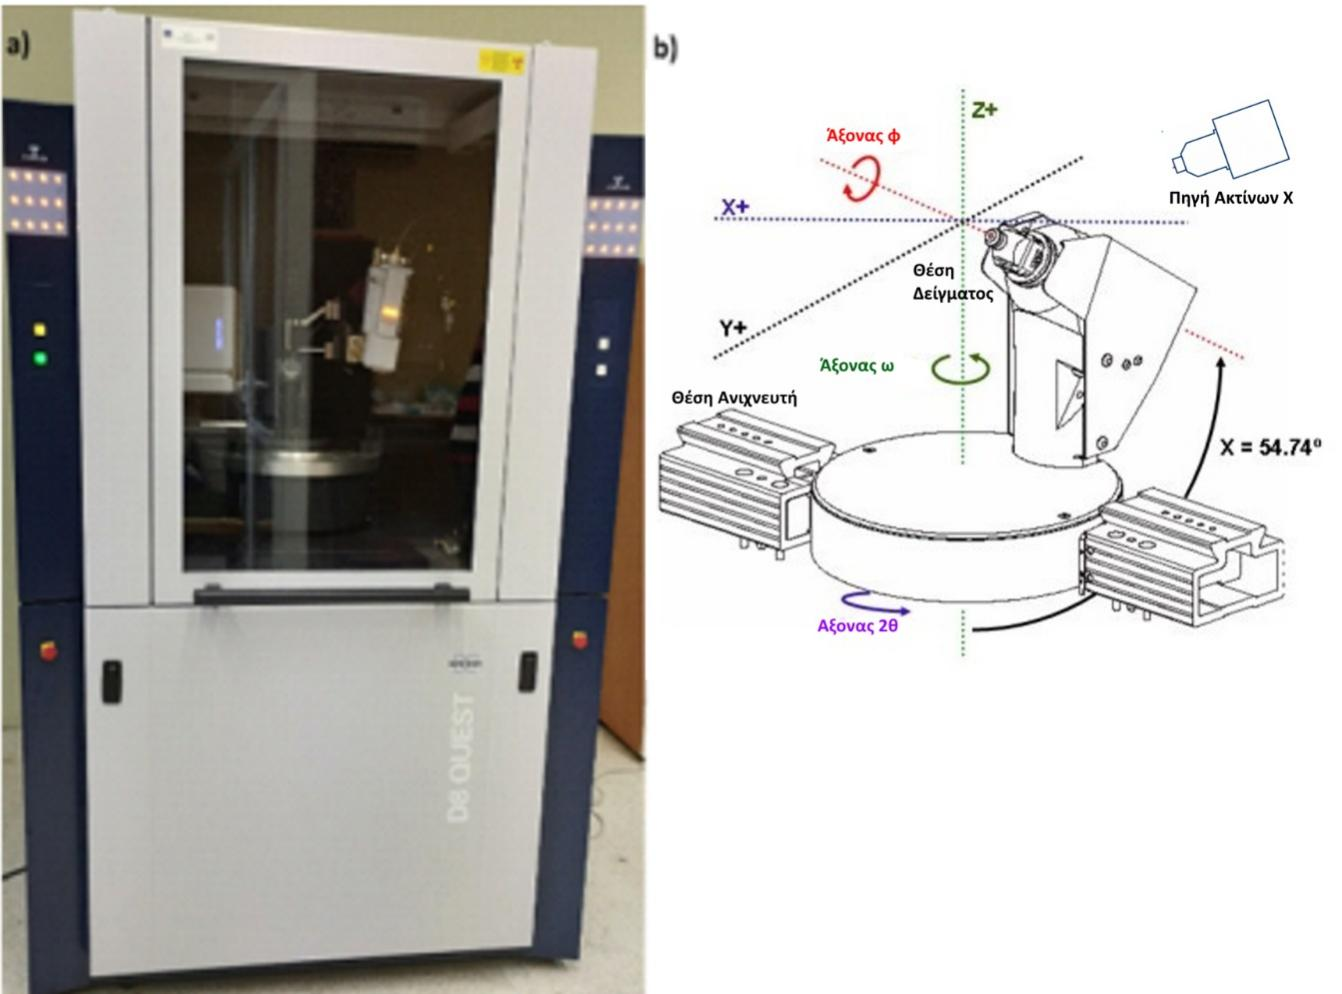 a)
D8 QUEST
b)
Z+
Άξονας φ
Πηγή Ακτίνων Χ
X+
Θέση
Δείγματος
Y+
Άξονας ω
Θέση Ανιχνευτή
X = 54.74°
Αξονας 2θ